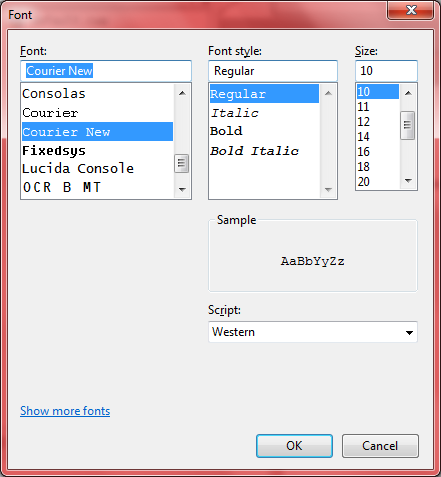 Font
Font:
Courier New
Consolas
Courier
Courier New
Fixedsys
Lucida Console
OCR B MT
Font style:
Regular
Regular
Italic
Bold
Bold Italic
Size:
10
10
11
12
14
16
18
20
Sample
AaBbYyZz
Script:
Western
Show more fonts
OK
Cancel